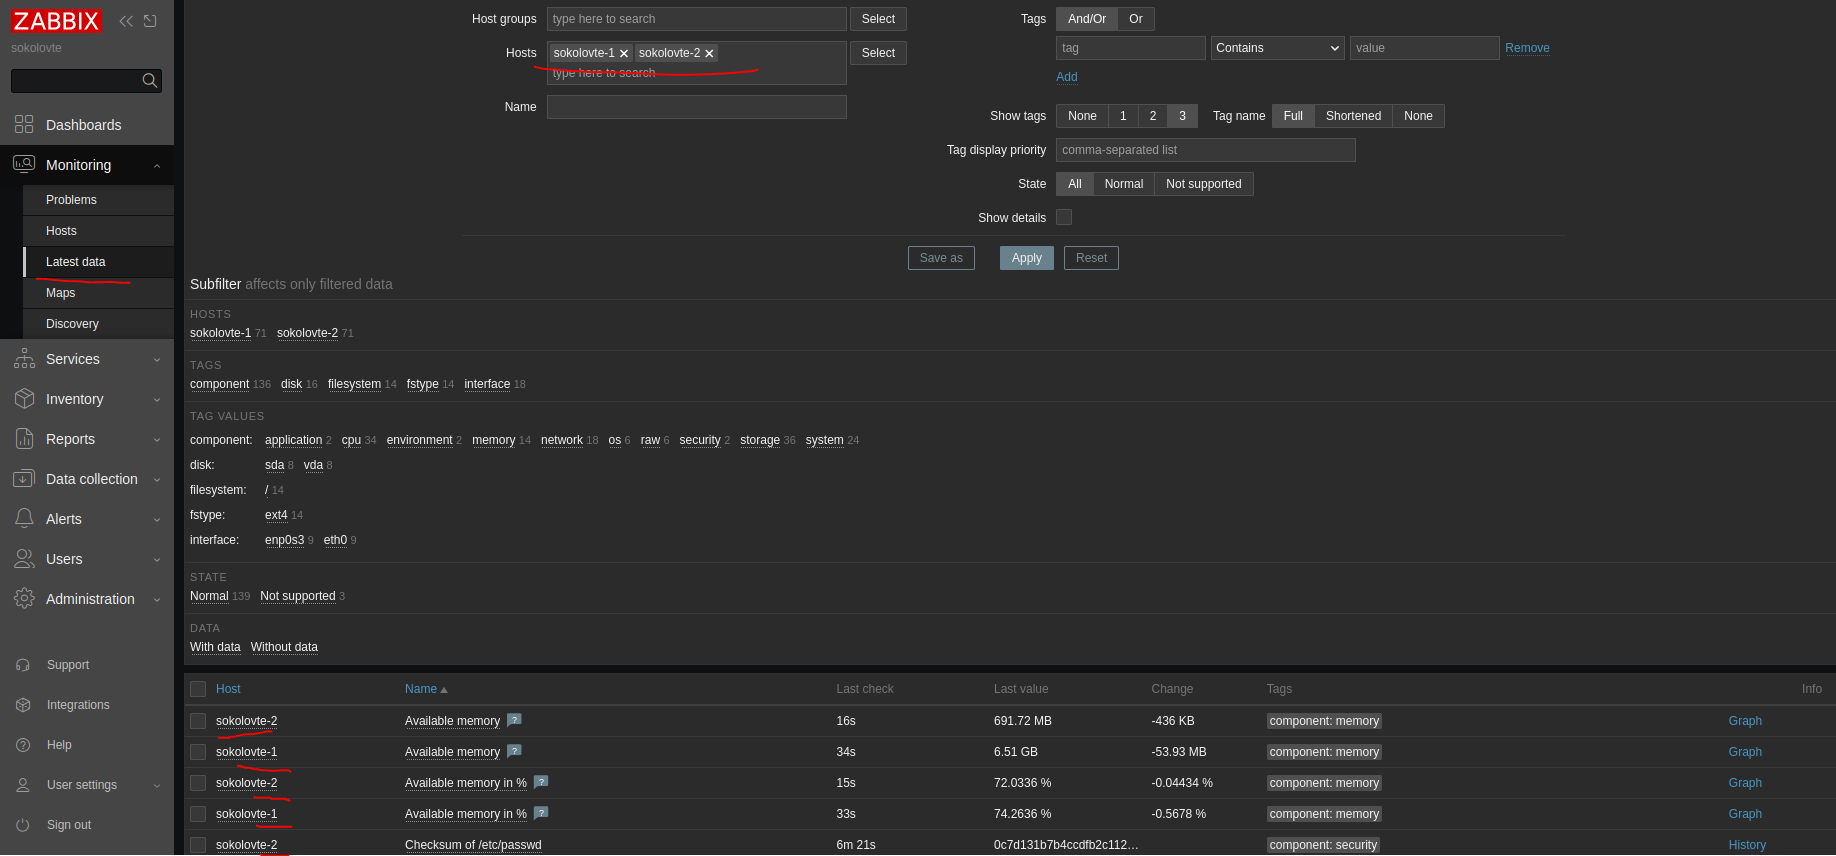 ZABBIX
sokolovte
Dashboards
Monitoring
Problems
Hosts
Latest data
Maps
Discovery
Services
Inventory
Reports
Data collection
Alerts
Users
Administration
Support
Integrations
Help
User settings
Sign out
Host groups type here to search Select
Hosts sokolovte-1 sokolovte-2 Select
type here to search
Name
Tags And/Or Or
tag Contains value Remove
Add
Show tags None 1 2 3 Tag name Full Shortened None
Tag display priority comma-separated list
State All Normal Not supported
Show details
Save as Apply Reset
Subfilter affects only filtered data
HOSTS
sokolovte-1 71 sokolovte-2 71
TAGS
component 136 disk 16 filesystem 14 fstype 14 interface 18
TAG VALUES
component: application 2 cpu 34 environment 2 memory 14 network 18 os 6 raw 6 security 2 storage 36 system 24
disk: sda 8 vda 8
filesystem: / 14
fstype: ext4 14
interface: enp0s3 9 eth0 9
STATE
Normal 139 Not supported 3
DATA
With data Without data
Host Name Last check Last value Change Tags Info
sokolovte-2 Available memory ? 16s 691.72 MB -436 KB component: memory Graph
sokolovte-1 Available memory ? 34s 6.51 GB -53.93 MB component: memory Graph
sokolovte-2 Available memory in % ? 15s 72.0336 % -0.04434 % component: memory Graph
sokolovte-1 Available memory in % ? 33s 74.2636 % -0.5678 % component: memory Graph
sokolovte-2 Checksum of /etc/passwd 6m 21s 0c7d131b7b4ccdfb2c112… component: security History